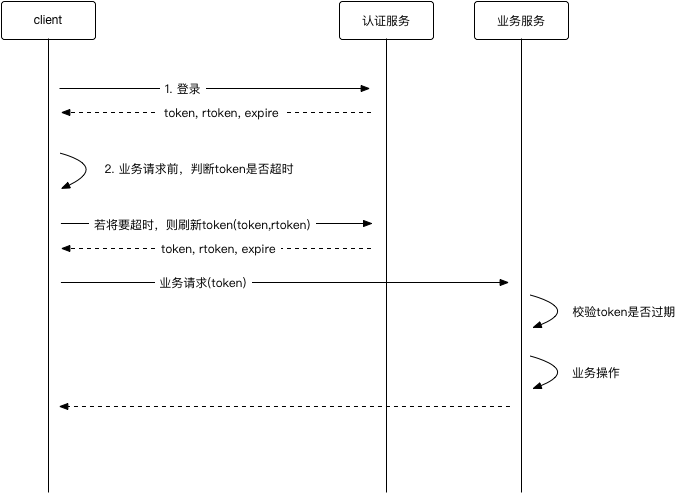 client
认证服务
业务服务
1. 登录
token, rtoken, expire
2. 业务请求前，判断token是否超时
若将要超时，则刷新token(token,rtoken)
token, rtoken, expire
业务请求(token)
校验token是否过期
业务操作